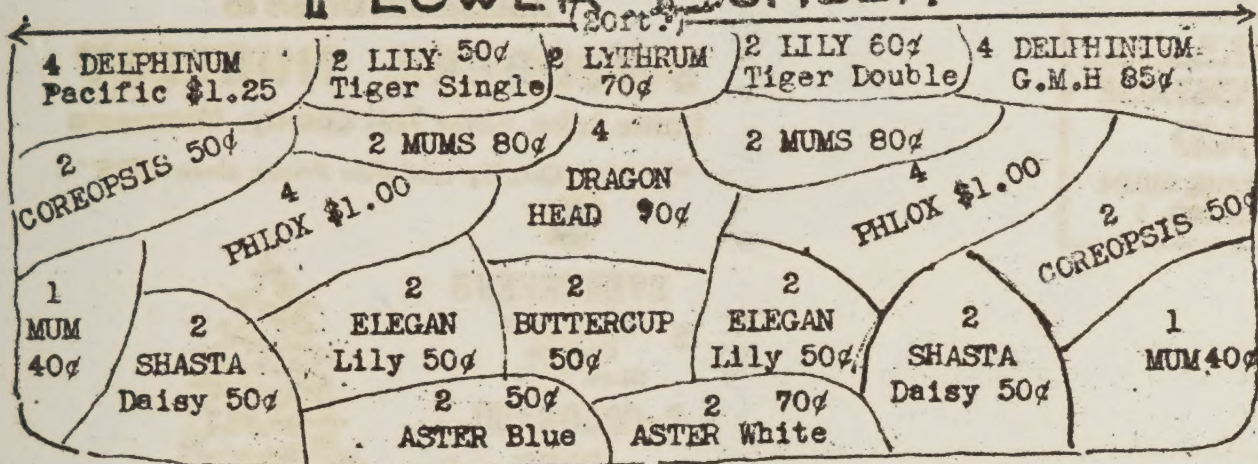 (20ft.)
4 DELPHINUM
Pacific $1.25
2 LILY 50¢
Tiger Single
2 LYTHRUM
70¢
2 LILY 60¢
Tiger Double
4 DELPHINIUM
G.M.H 85¢
2
COREOPSIS 50¢
2 MUMS 80¢
4
DRAGON
HEAD 90¢
2 MUMS 80¢
4
PHLOX $1.00
4
PHLOX $1.00
2
COREOPSIS 50¢
1
MUM
40¢
2
SHASTA
Daisy 50¢
2
ELEGAN
Lily 50¢
2
BUTTERCUP
50¢
2
ELEGAN
Lily 50¢
2
SHASTA
Daisy 50¢
1
MUM 40¢
2 50¢
ASTER Blue
2 70¢
ASTER White